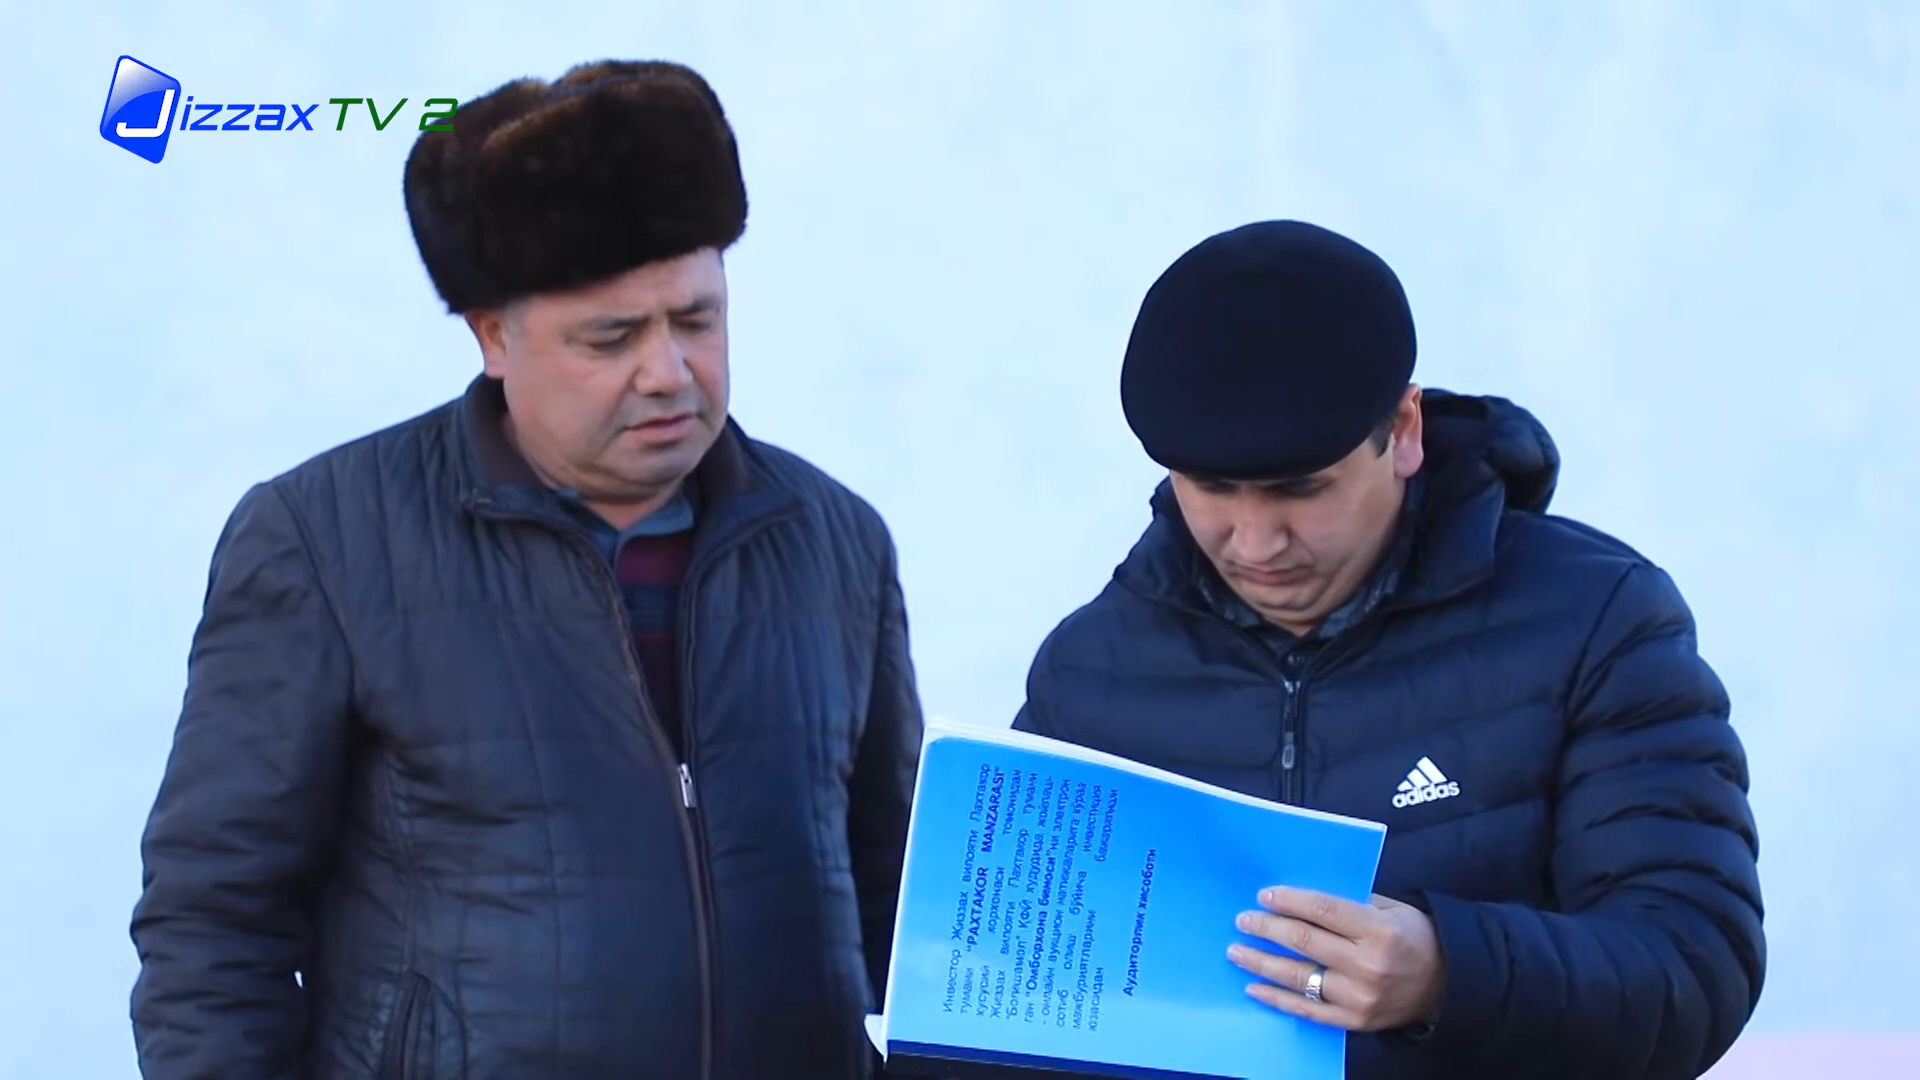 Jizzax TV 2
Инвестор Жиззах вилояти Пахтакор
тумани "PAXTAKOR MANZARASI"
хусусий корхонаси томонидан
Жиззах вилояти Пахтакор тумани
"Богишамол" КФЙ худудида жойлаш-
ган "Омборхона биноси"ни электрон
- онлайн аукцион натижаларига кўра
сотиб олиш бўйича инвестиция
мажбуриятларини бажарилиши
юзасидан
Аудиторлик хисоботи
adidas